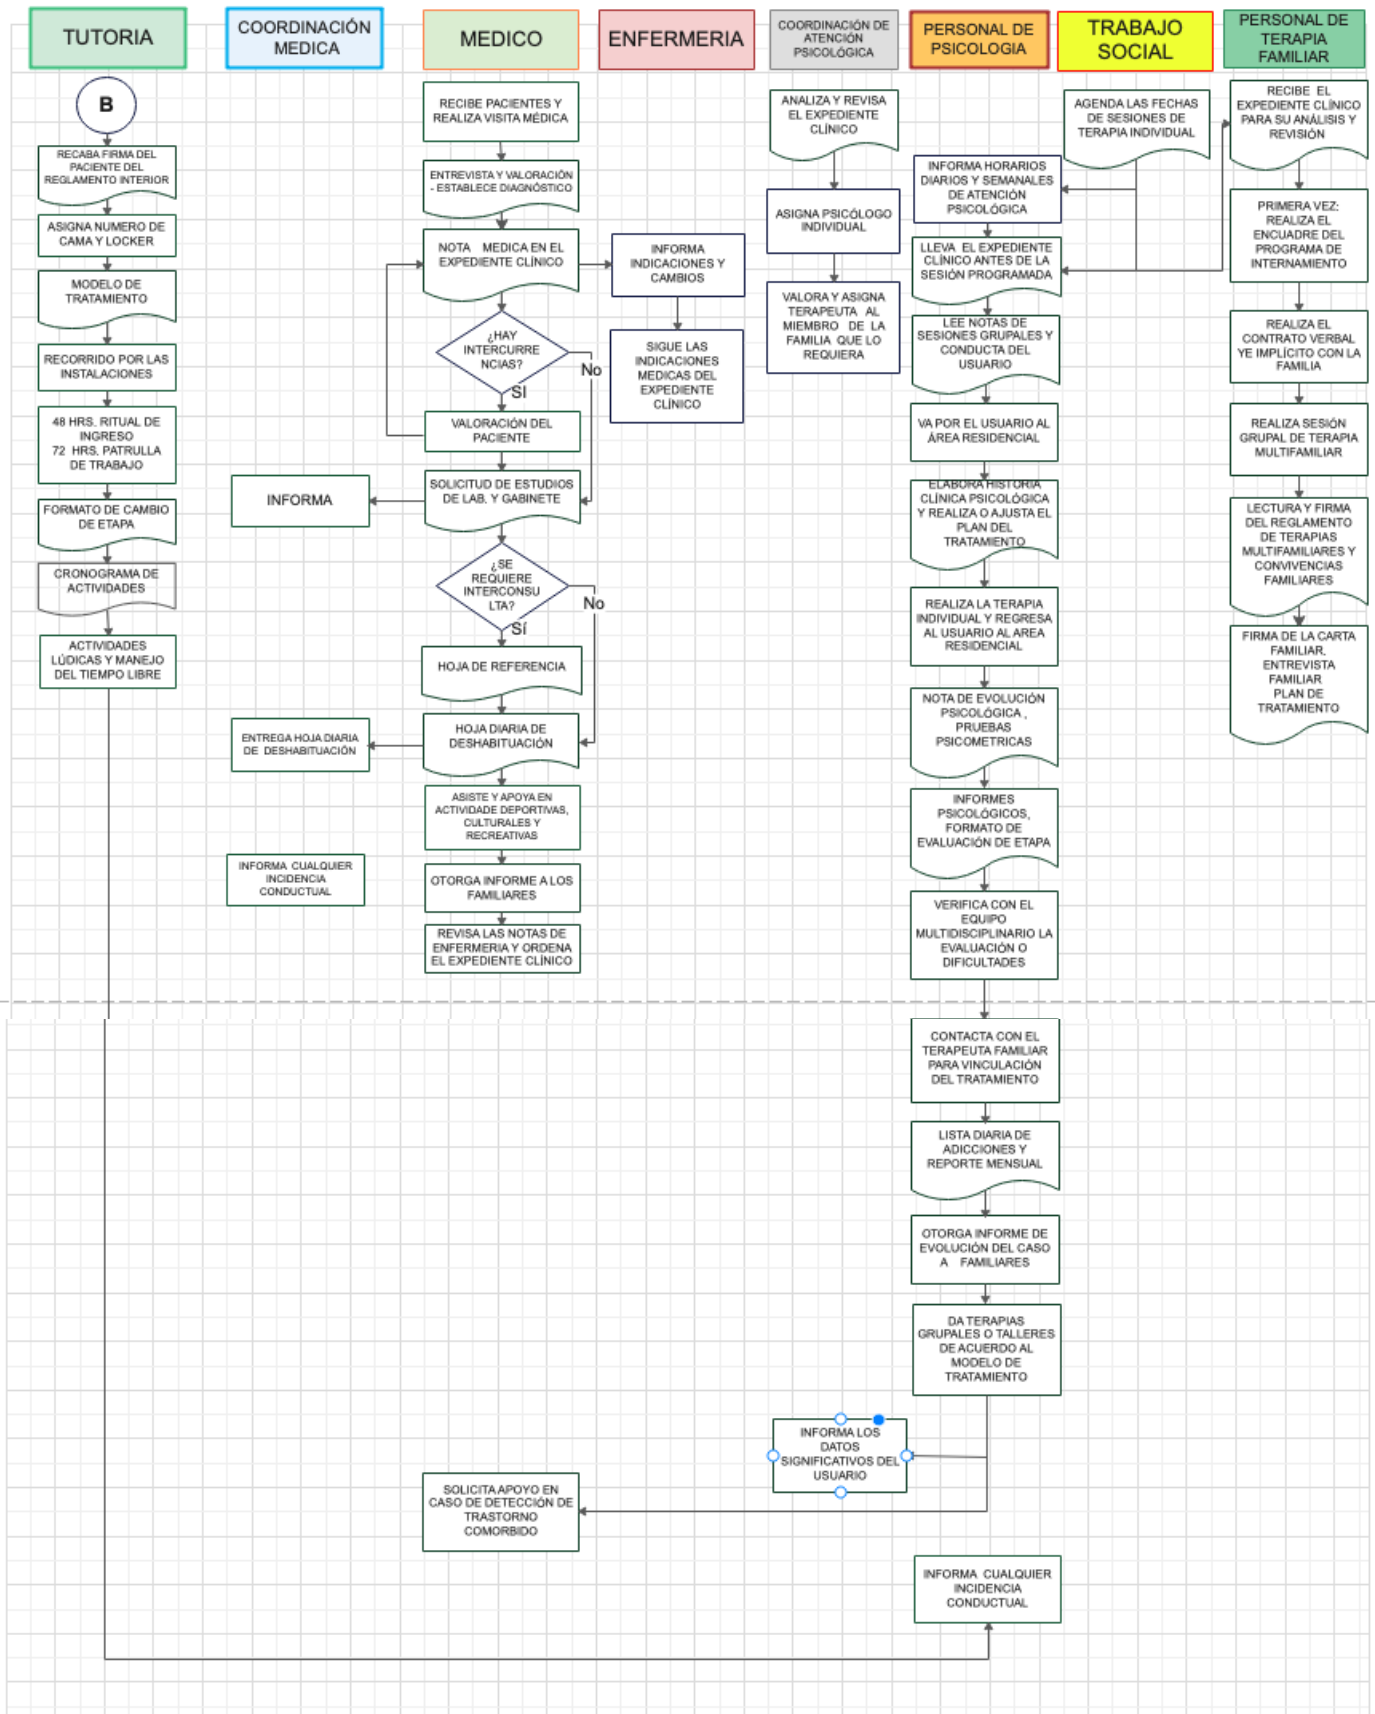 TUTORIA
COORDINACIÓN
MEDICA
MEDICO
ENFERMERIA
COORDINACIÓN DE
ATENCIÓN
PSICOLÓGICA
PERSONAL DE
PSICOLOGIA
TRABAJO
SOCIAL
PERSONAL DE
TERAPIA
FAMILIAR
B
RECABA FIRMA DEL
PACIENTE DEL
REGLAMENTO INTERIOR
ASIGNA NUMERO DE
CAMA Y LOCKER
MODELO DE
TRATAMIENTO
RECORRIDO POR LAS
INSTALACIONES
48 HRS. RITUAL DE
INGRESO
72 HRS. PATRULLA
DE TRABAJO
FORMATO DE CAMBIO
DE ETAPA
CRONOGRAMA DE
ACTIVIDADES
ACTIVIDADES
LÚDICAS Y MANEJO
DEL TIEMPO LIBRE
INFORMA
ENTREGA HOJA DIARIA
DE DESHABITUACIÓN
INFORMA CUALQUIER
INCIDENCIA
CONDUCTUAL
RECIBE PACIENTES Y
REALIZA VISITA MÉDICA
ENTREVISTA Y VALORACIÓN
- ESTABLECE DIAGNÓSTICO
NOTA MEDICA EN EL
EXPEDIENTE CLÍNICO
¿HAY
INTERCURRE
NCIAS?
No
SÍ
VALORACIÓN DEL
PACIENTE
SOLICITUD DE ESTUDIOS
DE LAB. Y GABINETE
¿SE
REQUIERE
INTERCONSU
LTA?
No
Sí
HOJA DE REFERENCIA
HOJA DIARIA DE
DESHABITUACIÓN
ASISTE Y APOYA EN
ACTIVIDADE DEPORTIVAS,
CULTURALES Y
RECREATIVAS
OTORGA INFORME A LOS
FAMILIARES
REVISA LAS NOTAS DE
ENFERMERIA Y ORDENA
EL EXPEDIENTE CLÍNICO
SOLICITA APOYO EN
CASO DE DETECCIÓN DE
TRASTORNO
COMORBIDO
INFORMA
INDICACIONES Y
CAMBIOS
SIGUE LAS
INDICACIONES
MEDICAS DEL
EXPEDIENTE
CLÍNICO
ANALIZA Y REVISA
EL EXPEDIENTE
CLÍNICO
ASIGNA PSICÓLOGO
INDIVIDUAL
VALORA Y ASIGNA
TERAPEUTA AL
MIEMBRO DE LA
FAMILIA QUE LO
REQUIERA
INFORMA LOS
DATOS
SIGNIFICATIVOS DEL
USUARIO
INFORMA HORARIOS
DIARIOS Y SEMANALES
DE ATENCIÓN
PSICOLÓGICA
LLEVA EL EXPEDIENTE
CLÍNICO ANTES DE LA
SESIÓN PROGRAMADA
LEE NOTAS DE
SESIONES GRUPALES Y
CONDUCTA DEL
USUARIO
VA POR EL USUARIO AL
ÁREA RESIDENCIAL
ELABORA HISTORIA
CLÍNICA PSICOLÓGICA
Y REALIZA O AJUSTA EL
PLAN DEL
TRATAMIENTO
REALIZA LA TERAPIA
INDIVIDUAL Y REGRESA
AL USUARIO AL AREA
RESIDENCIAL
NOTA DE EVOLUCIÓN
PSICOLÓGICA ,
PRUEBAS
PSICOMETRICAS
INFORMES
PSICOLÓGICOS,
FORMATO DE
EVALUACIÓN DE ETAPA
VERIFICA CON EL
EQUIPO
MULTIDISCIPLINARIO LA
EVALUACIÓN O
DIFICULTADES
CONTACTA CON EL
TERAPEUTA FAMILIAR
PARA VINCULACIÓN
DEL TRATAMIENTO
LISTA DIARIA DE
ADICCIONES Y
REPORTE MENSUAL
OTORGA INFORME DE
EVOLUCIÓN DEL CASO
A FAMILIARES
DA TERAPIAS
GRUPALES O TALLERES
DE ACUERDO AL
MODELO DE
TRATAMIENTO
INFORMA CUALQUIER
INCIDENCIA
CONDUCTUAL
AGENDA LAS FECHAS
DE SESIONES DE
TERAPIA INDIVIDUAL
RECIBE EL
EXPEDIENTE CLÍNICO
PARA SU ANÁLISIS Y
REVISIÓN
PRIMERA VEZ:
REALIZA EL
ENCUADRE DEL
PROGRAMA DE
INTERNAMIENTO
REALIZA EL
CONTRATO VERBAL
YE IMPLÍCITO CON LA
FAMILIA
REALIZA SESIÓN
GRUPAL DE TERAPIA
MULTIFAMILIAR
LECTURA Y FIRMA
DEL REGLAMENTO
DE TERAPIAS
MULTIFAMILIARES Y
CONVIVENCIAS
FAMILIARES
FIRMA DE LA CARTA
FAMILIAR,
ENTREVISTA
FAMILIAR
PLAN DE
TRATAMIENTO